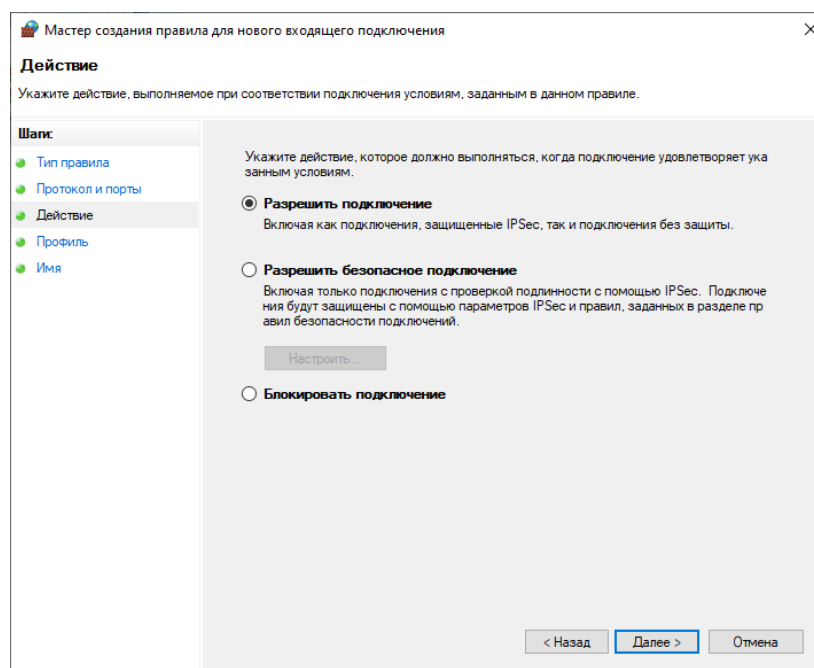 Мастер создания правила для нового входящего подключения
Действие
Укажите действие, выполняемое при соответствии подключения условиям, заданным в данном правиле.
Шаги:
Тип правила
Протокол и порты
Действие
Профиль
Имя
Укажите действие, которое должно выполняться, когда подключение удовлетворяет ука
занным условиям.
Разрешить подключение
Включая как подключения, защищенные IPSec, так и подключения без защиты.
Разрешить безопасное подключение
Включая только подключения с проверкой подлинности с помощью IPSec. Подключе
ния будут защищены с помощью параметров IPSec и правил, заданных в разделе пр
авил безопасности подключений.
Настроить...
Блокировать подключение
< Назад
Далее >
Отмена